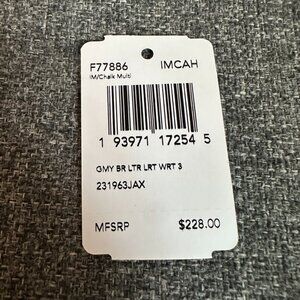 F77886 IMCAH
IM/Chalk Multi
1 93971 17254 5
GMY BR LTR LRT WRT 3
231963JAX
MFSRP $228.00